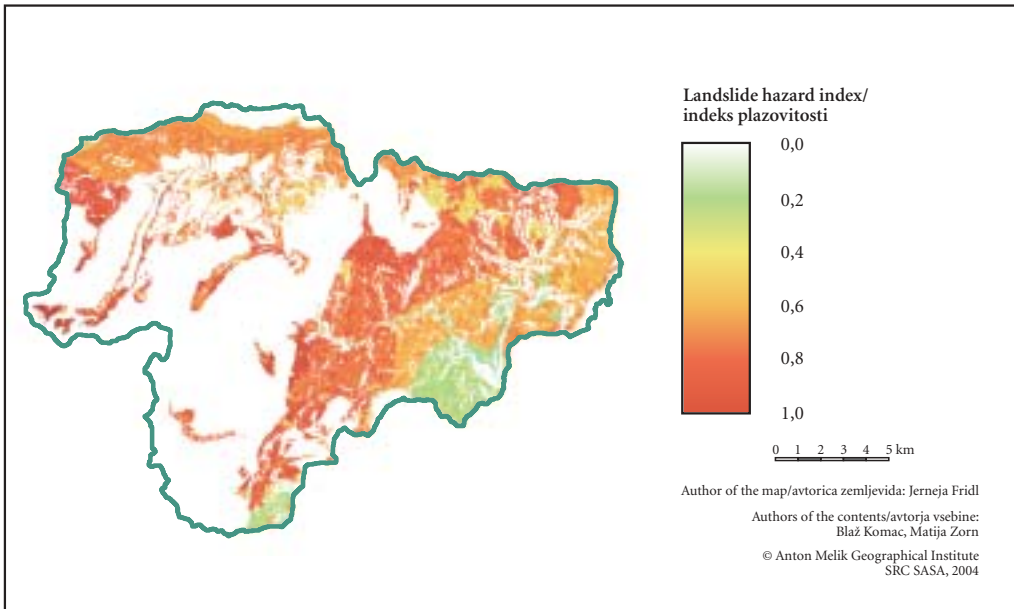 Landslide hazard index/
indeks plazovitosti
0,0
0,2
0,4
0,6
0,8
1,0
0 1 2 3 4 5 km
Author of the map/avtorica zemljevida: Jerneja Fridl
Authors of the contents/avtorja vsebine:
Blaž Komac, Matija Zorn
© Anton Melik Geographical Institute
SRC SASA, 2004